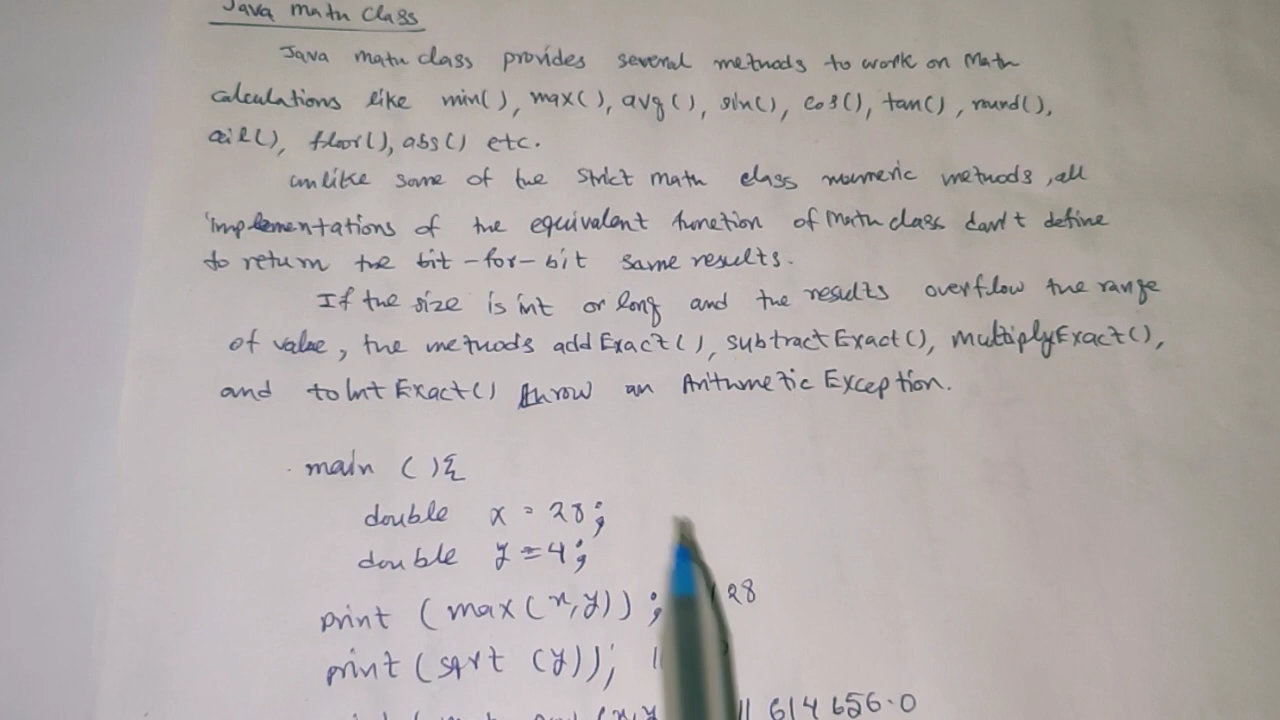 Java math class
Java math class provides several methods to work on Math
calculations like min(), max(), avg(), sin(), cos(), tan(), round(),
ceil(), floor(), abs() etc.
unlike some of the Strict math class numeric methods, all
implementations of the equivalent function of Math class don't define
to return the bit-for-bit same results.
If the size is int or long and the results overflow the range
of value, the methods addExact(), subtractExact(), multiplyExact(),
and toIntExact() throw an Arithmetic Exception.
main (){
double x = 28;
double y = 4;
print (max(x,y)); 28
print (sqrt (y)); //
(x,y // 614656.0